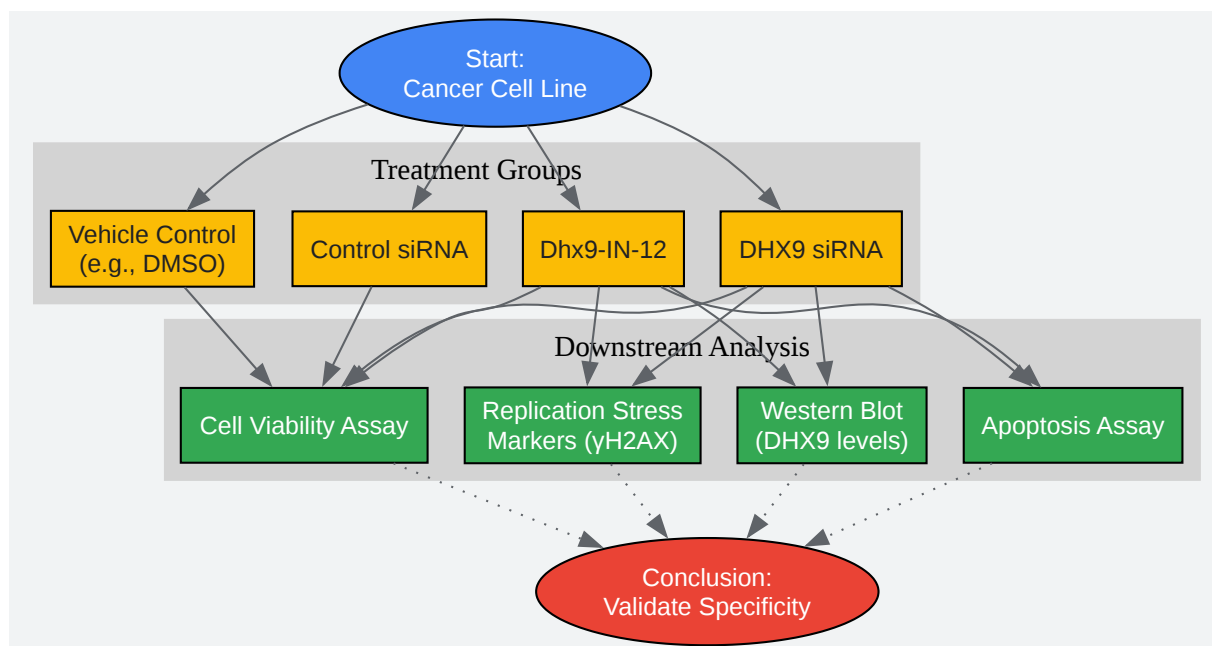 Start:
Cancer Cell Line
Treatment Groups
Vehicle Control
(e.g., DMSO)
Control siRNA
Dhx9-IN-12
DHX9 siRNA
Downstream Analysis
Cell Viability Assay
Replication Stress
Markers (γH2AX)
Western Blot
(DHX9 levels)
Apoptosis Assay
Conclusion:
Validate Specificity